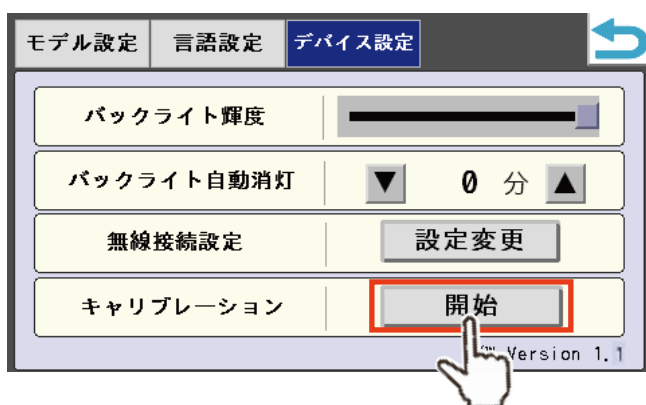 モデル設定 言語設定 デバイス設定
バックライト輝度
バックライト自動消灯 ▼ 0 分 ▲
無線接続設定 設定変更
キャリブレーション 開始
Version 1.1